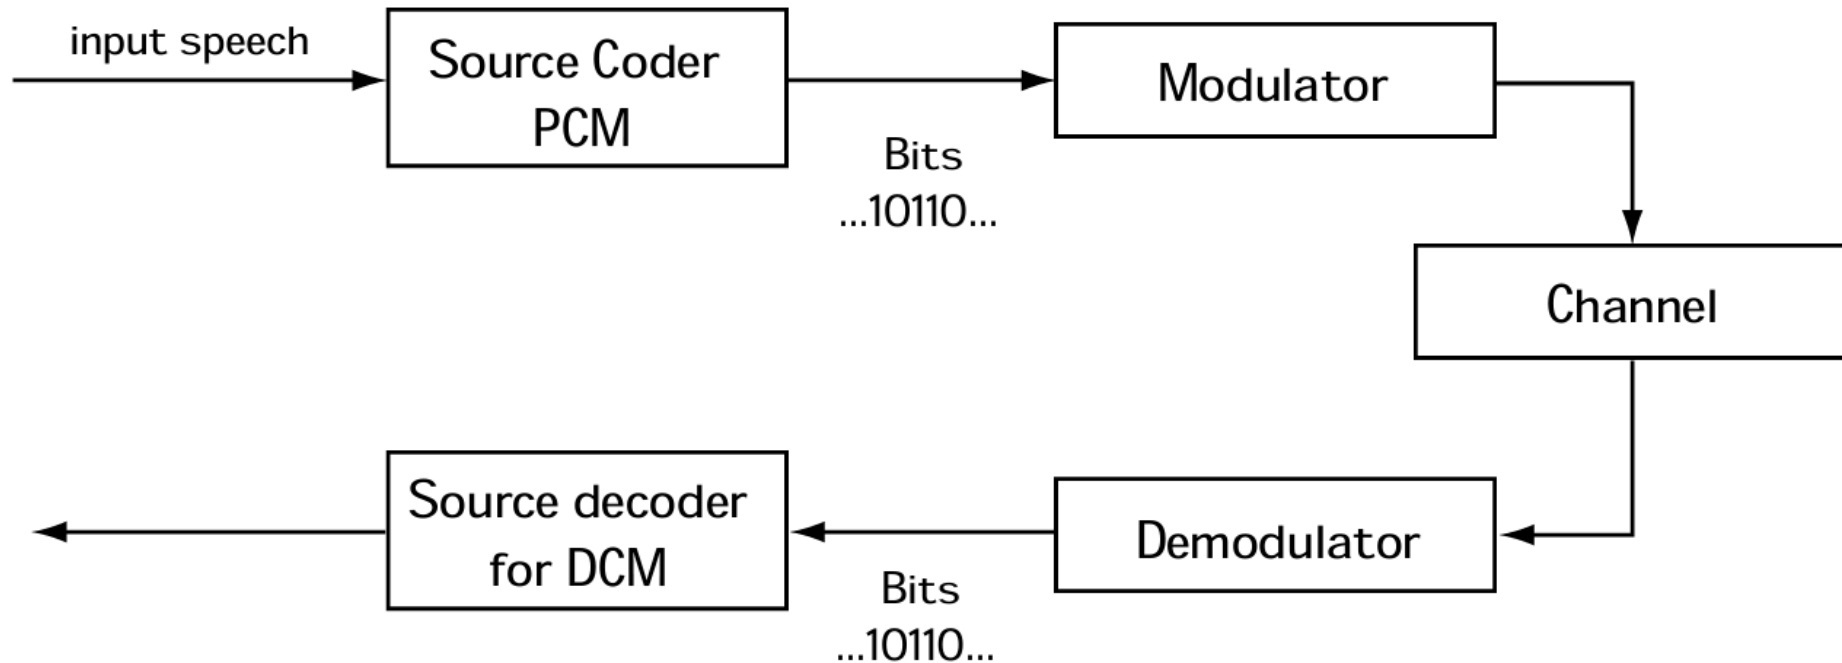 input speech
Source Coder
PCM
Bits
...10110...
Modulator
Channel
Demodulator
Bits
...10110...
Source decoder
for DCM